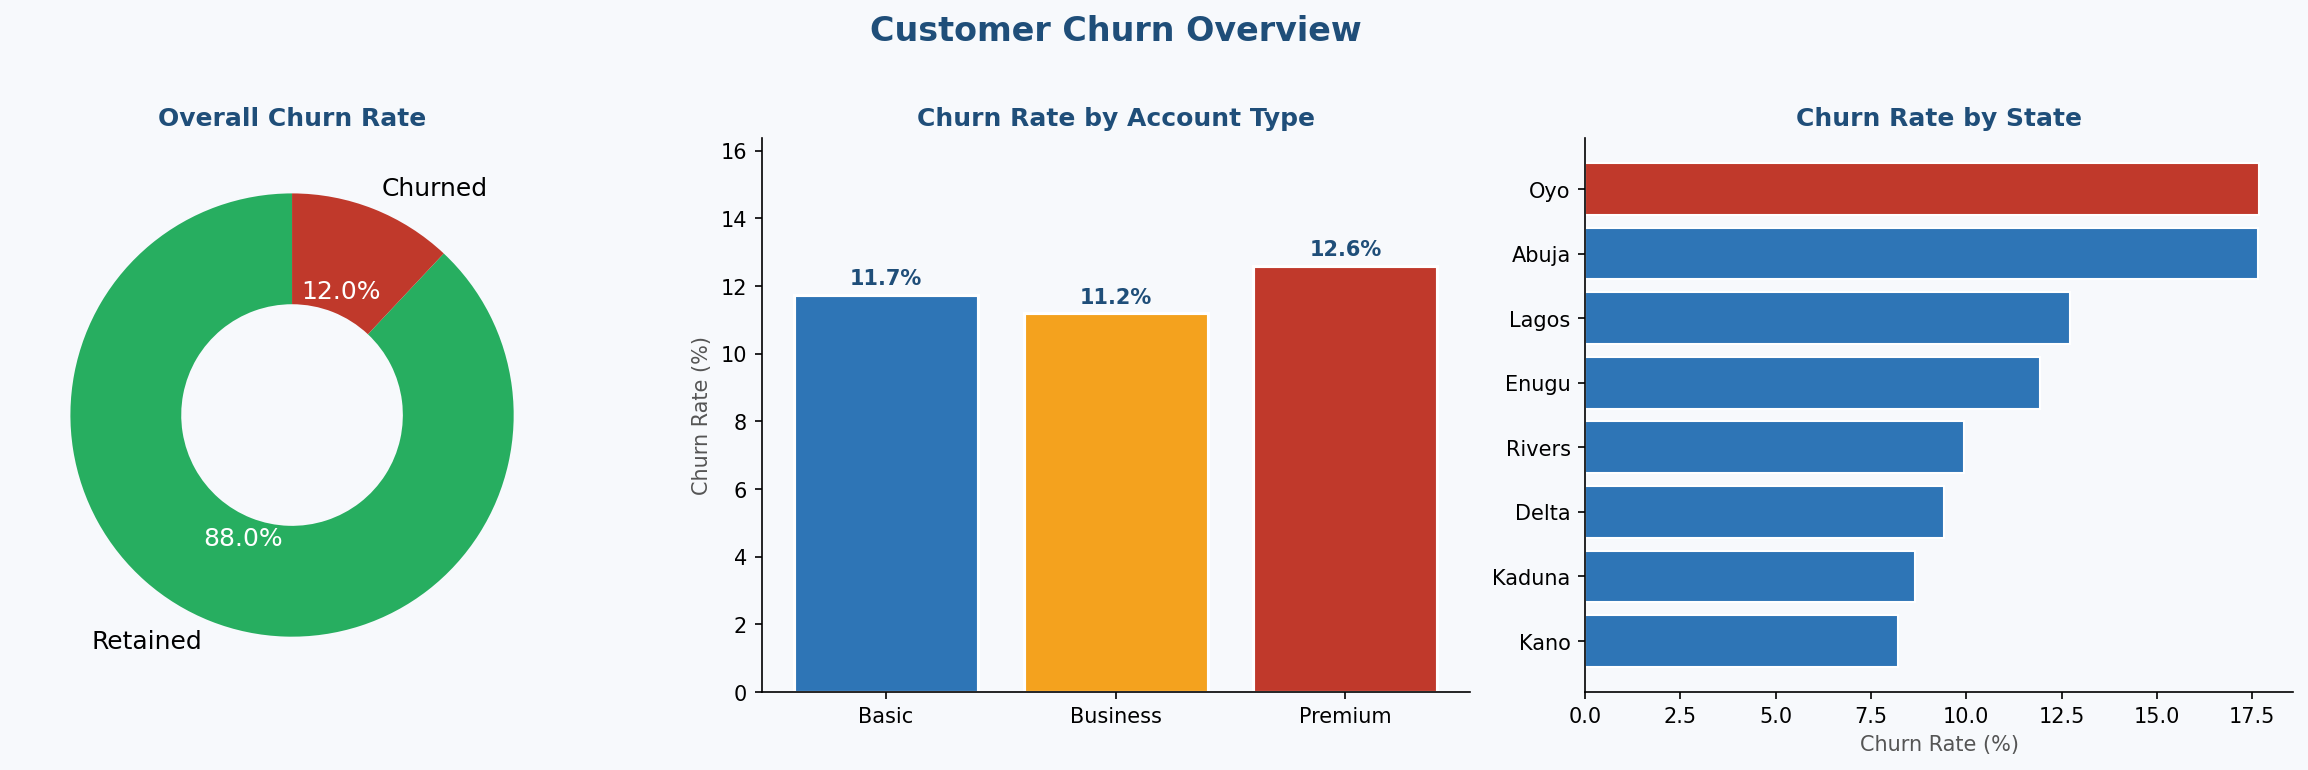 Customer Churn Overview
Overall Churn Rate
Churned
12.0%
88.0%
Retained
Churn Rate by Account Type
Churn Rate (%)
16
14
12
10
8
6
4
2
0
11.7%
11.2%
12.6%
Basic
Business
Premium
Churn Rate by State
Oyo
Abuja
Lagos
Enugu
Rivers
Delta
Kaduna
Kano
0.0
2.5
5.0
7.5
10.0
12.5
15.0
17.5
Churn Rate (%)